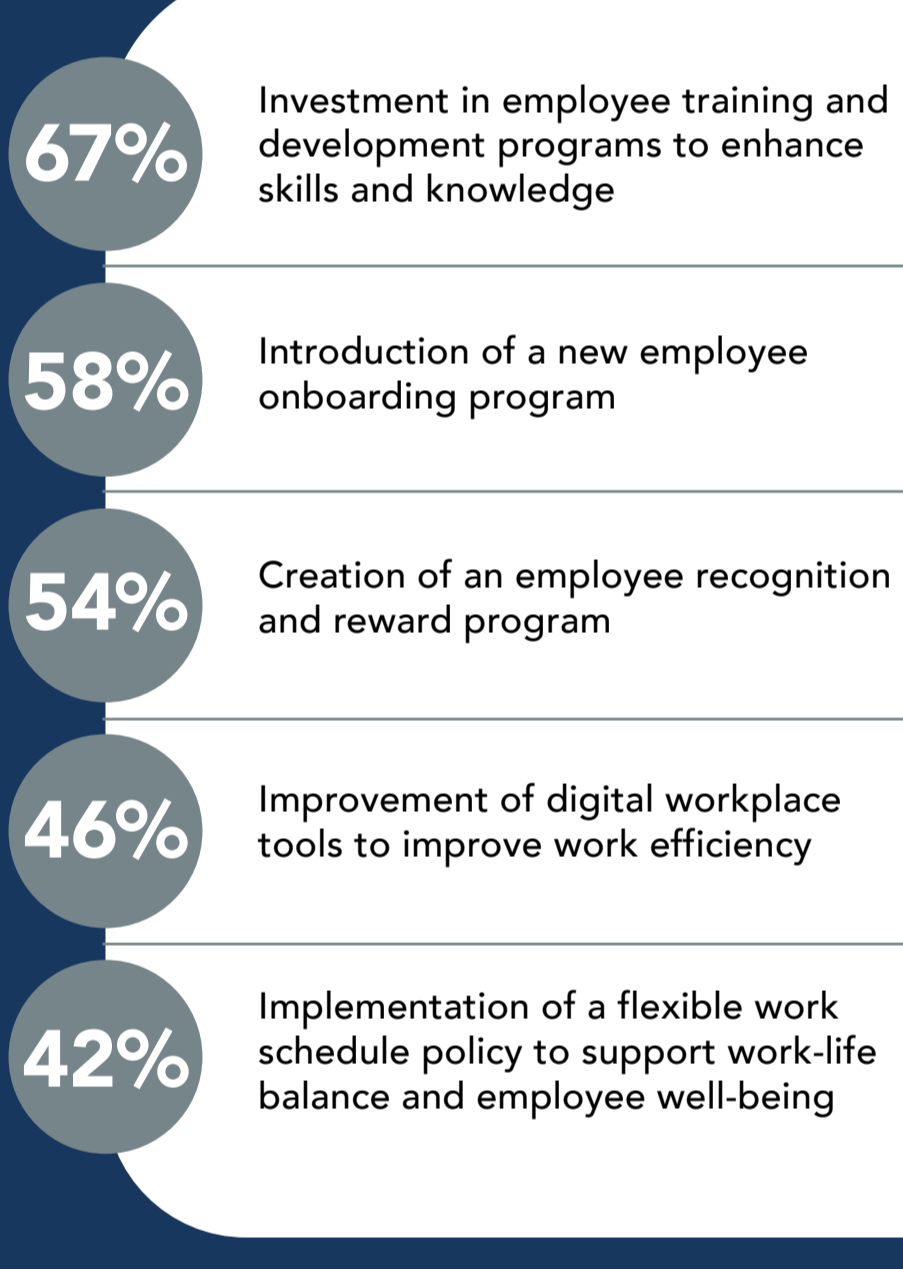 67%
Investment in employee training and
development programs to enhance
skills and knowledge
58%
Introduction of a new employee
onboarding program
54%
Creation of an employee recognition
and reward program
46%
Improvement of digital workplace
tools to improve work efficiency
42%
Implementation of a flexible work
schedule policy to support work-life
balance and employee well-being